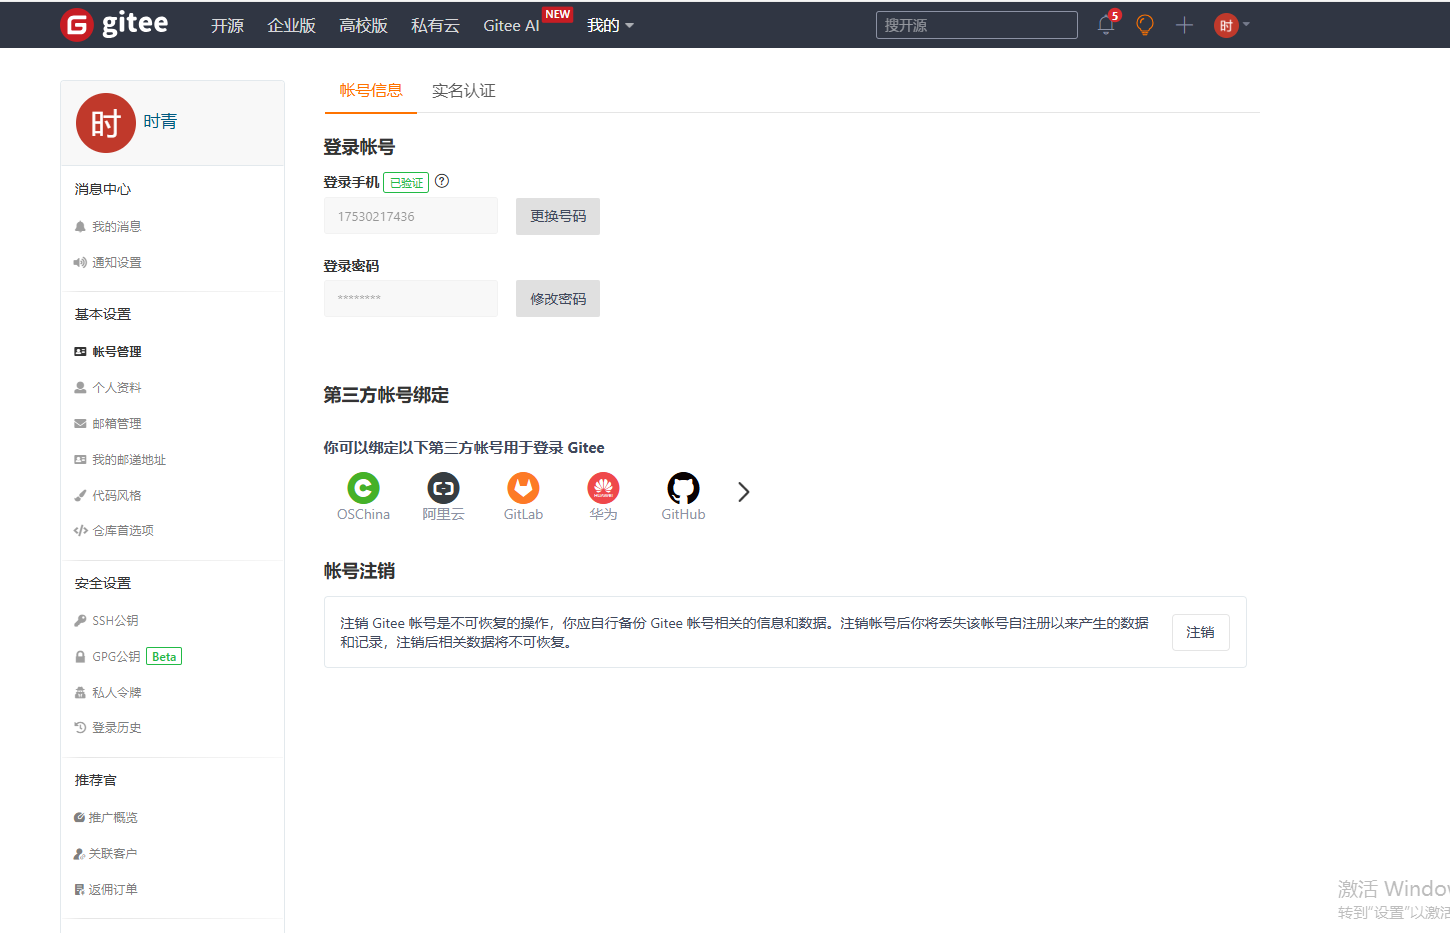 gitee
开源
企业版
高校版
私有云
Gitee AI
NEW
我的
搜开源
5
时
时
时青
消息中心
我的消息
通知设置
基本设置
帐号管理
个人资料
邮箱管理
我的邮递地址
代码风格
仓库首选项
安全设置
SSH公钥
GPG公钥 Beta
私人令牌
登录历史
推荐官
推广概览
关联客户
返佣订单
帐号信息
实名认证
登录帐号
登录手机 已验证
17530217436
更换号码
登录密码
********
修改密码
第三方帐号绑定
你可以绑定以下第三方帐号用于登录 Gitee
OSChina
阿里云
GitLab
HUAWEI
华为
GitHub
帐号注销
注销 Gitee 帐号是不可恢复的操作，你应自行备份 Gitee 帐号相关的信息和数据。注销帐号后你将丢失该帐号自注册以来产生的数据
和记录，注销后相关数据将不可恢复。
注销
激活 Windo
转到"设置"以激活